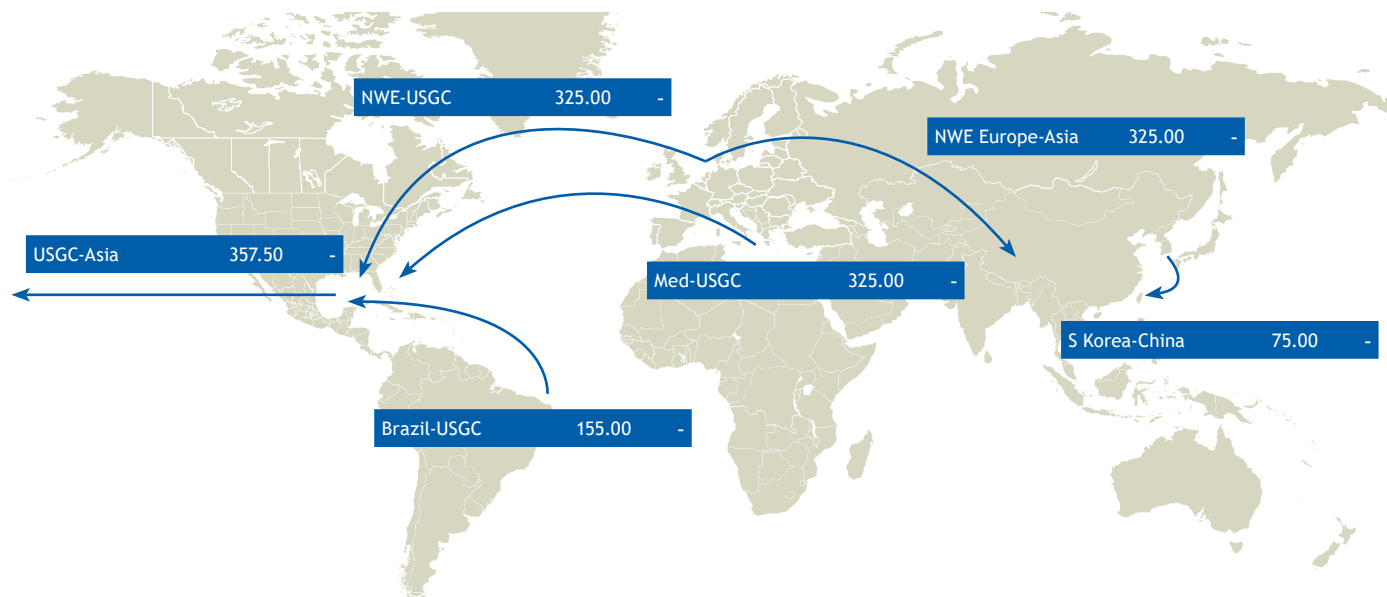 NWE-USGC 325.00 -
NWE Europe-Asia 325.00 -
USGC-Asia 357.50 -
Med-USGC 325.00 -
S Korea-China 75.00 -
Brazil-USGC 155.00 -